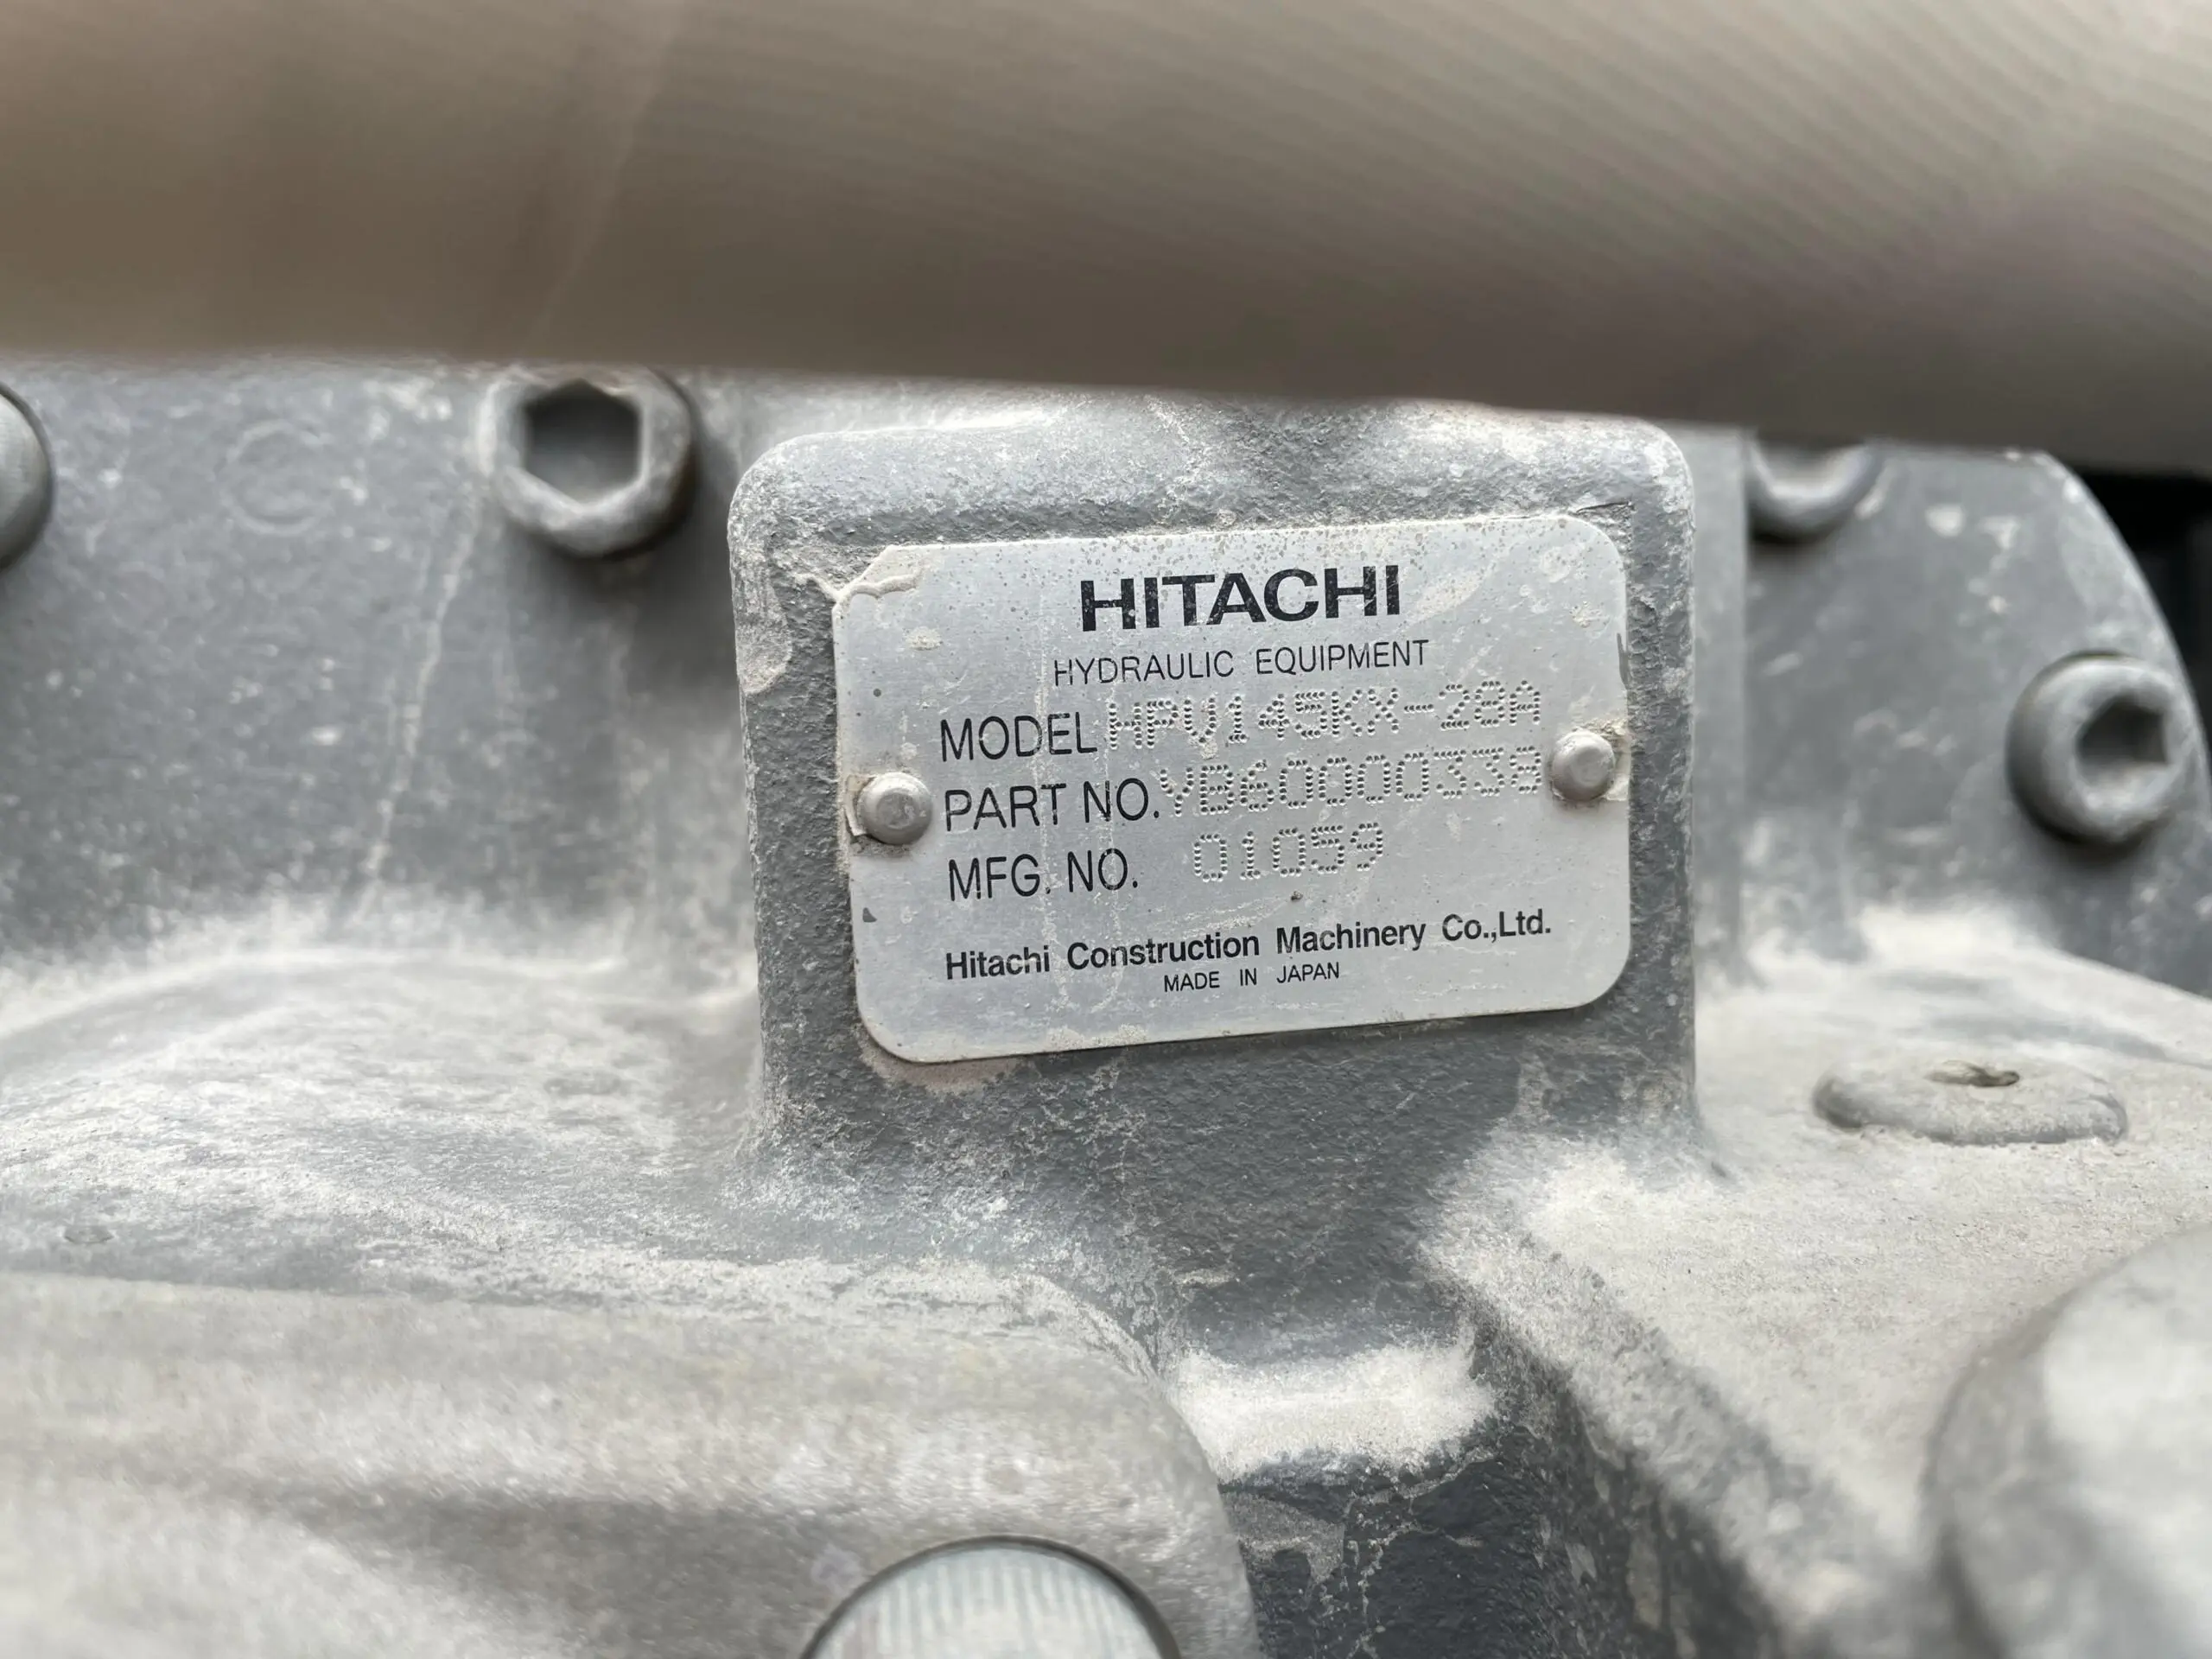 HITACHI
HYDRAULIC EQUIPMENT
MODEL HPV145KX-28A
PART NO. YB60000338
MFG. NO. 01059
Hitachi Construction Machinery Co.,Ltd.
MADE IN JAPAN